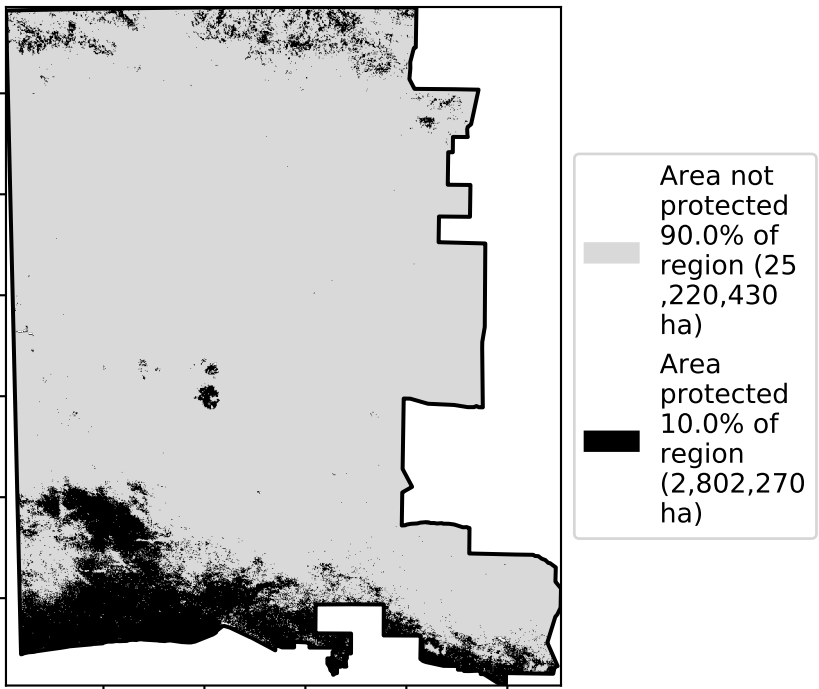 Area not
protected
90.0% of
region (25
,220,430
ha)
Area
protected
10.0% of
region
(2,802,270
ha)